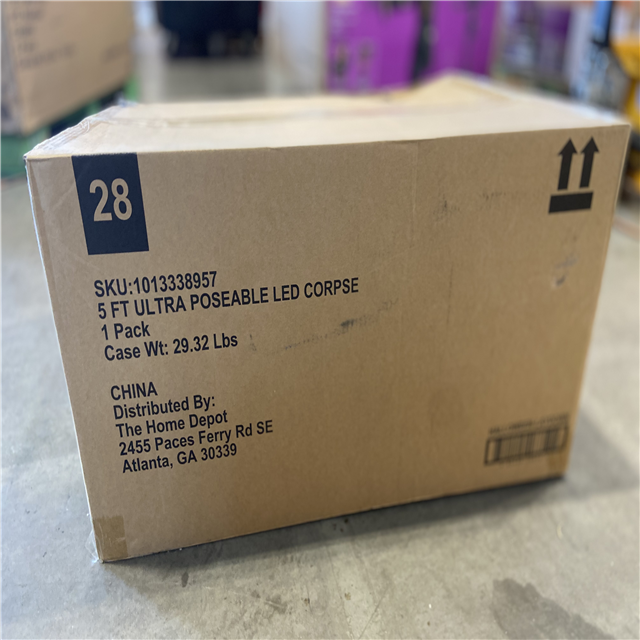 28
SKU:1013338957
5 FT ULTRA POSEABLE LED CORPSE
1 Pack
Case Wt: 29.32 Lbs
CHINA
Distributed By:
The Home Depot
2455 Paces Ferry Rd SE
Atlanta, GA 30339